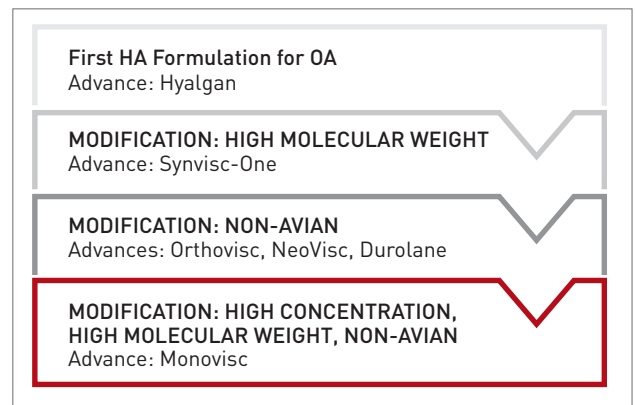 First HA Formulation for OA
Advance: Hyalgan
MODIFICATION: HIGH MOLECULAR WEIGHT
Advance: Synvisc-One
MODIFICATION: NON-AVIAN
Advances: Orthovisc, NeoVisc, Durolane
MODIFICATION: HIGH CONCENTRATION,
HIGH MOLECULAR WEIGHT, NON-AVIAN
Advance: Monovisc